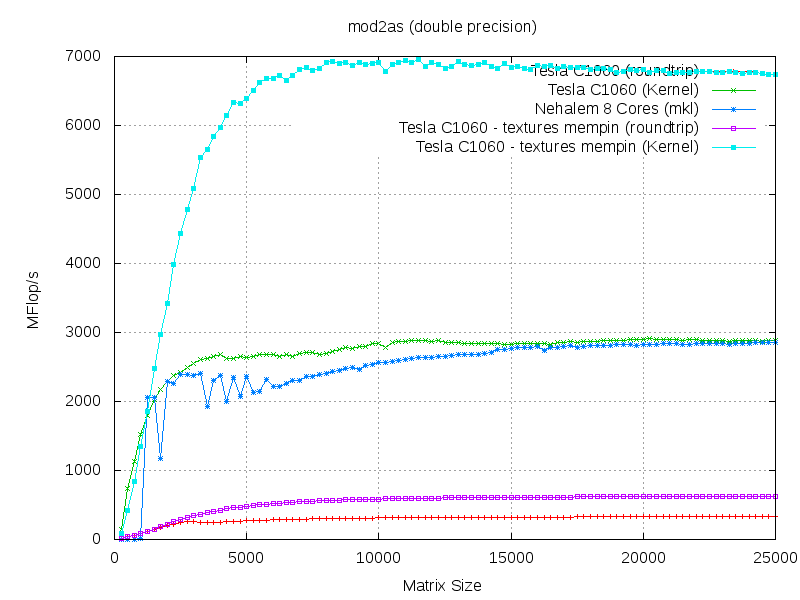 mod2as (double precision)
7000
6000
5000
4000
3000
2000
1000
0
MFlop/s
Tesla C1060 (roundtrip)
Tesla C1060 (Kernel)
Nehalem 8 Cores (mkl)
Tesla C1060 - textures mempin (roundtrip)
Tesla C1060 - textures mempin (Kernel)
0 5000 10000 15000 20000 25000
Matrix Size